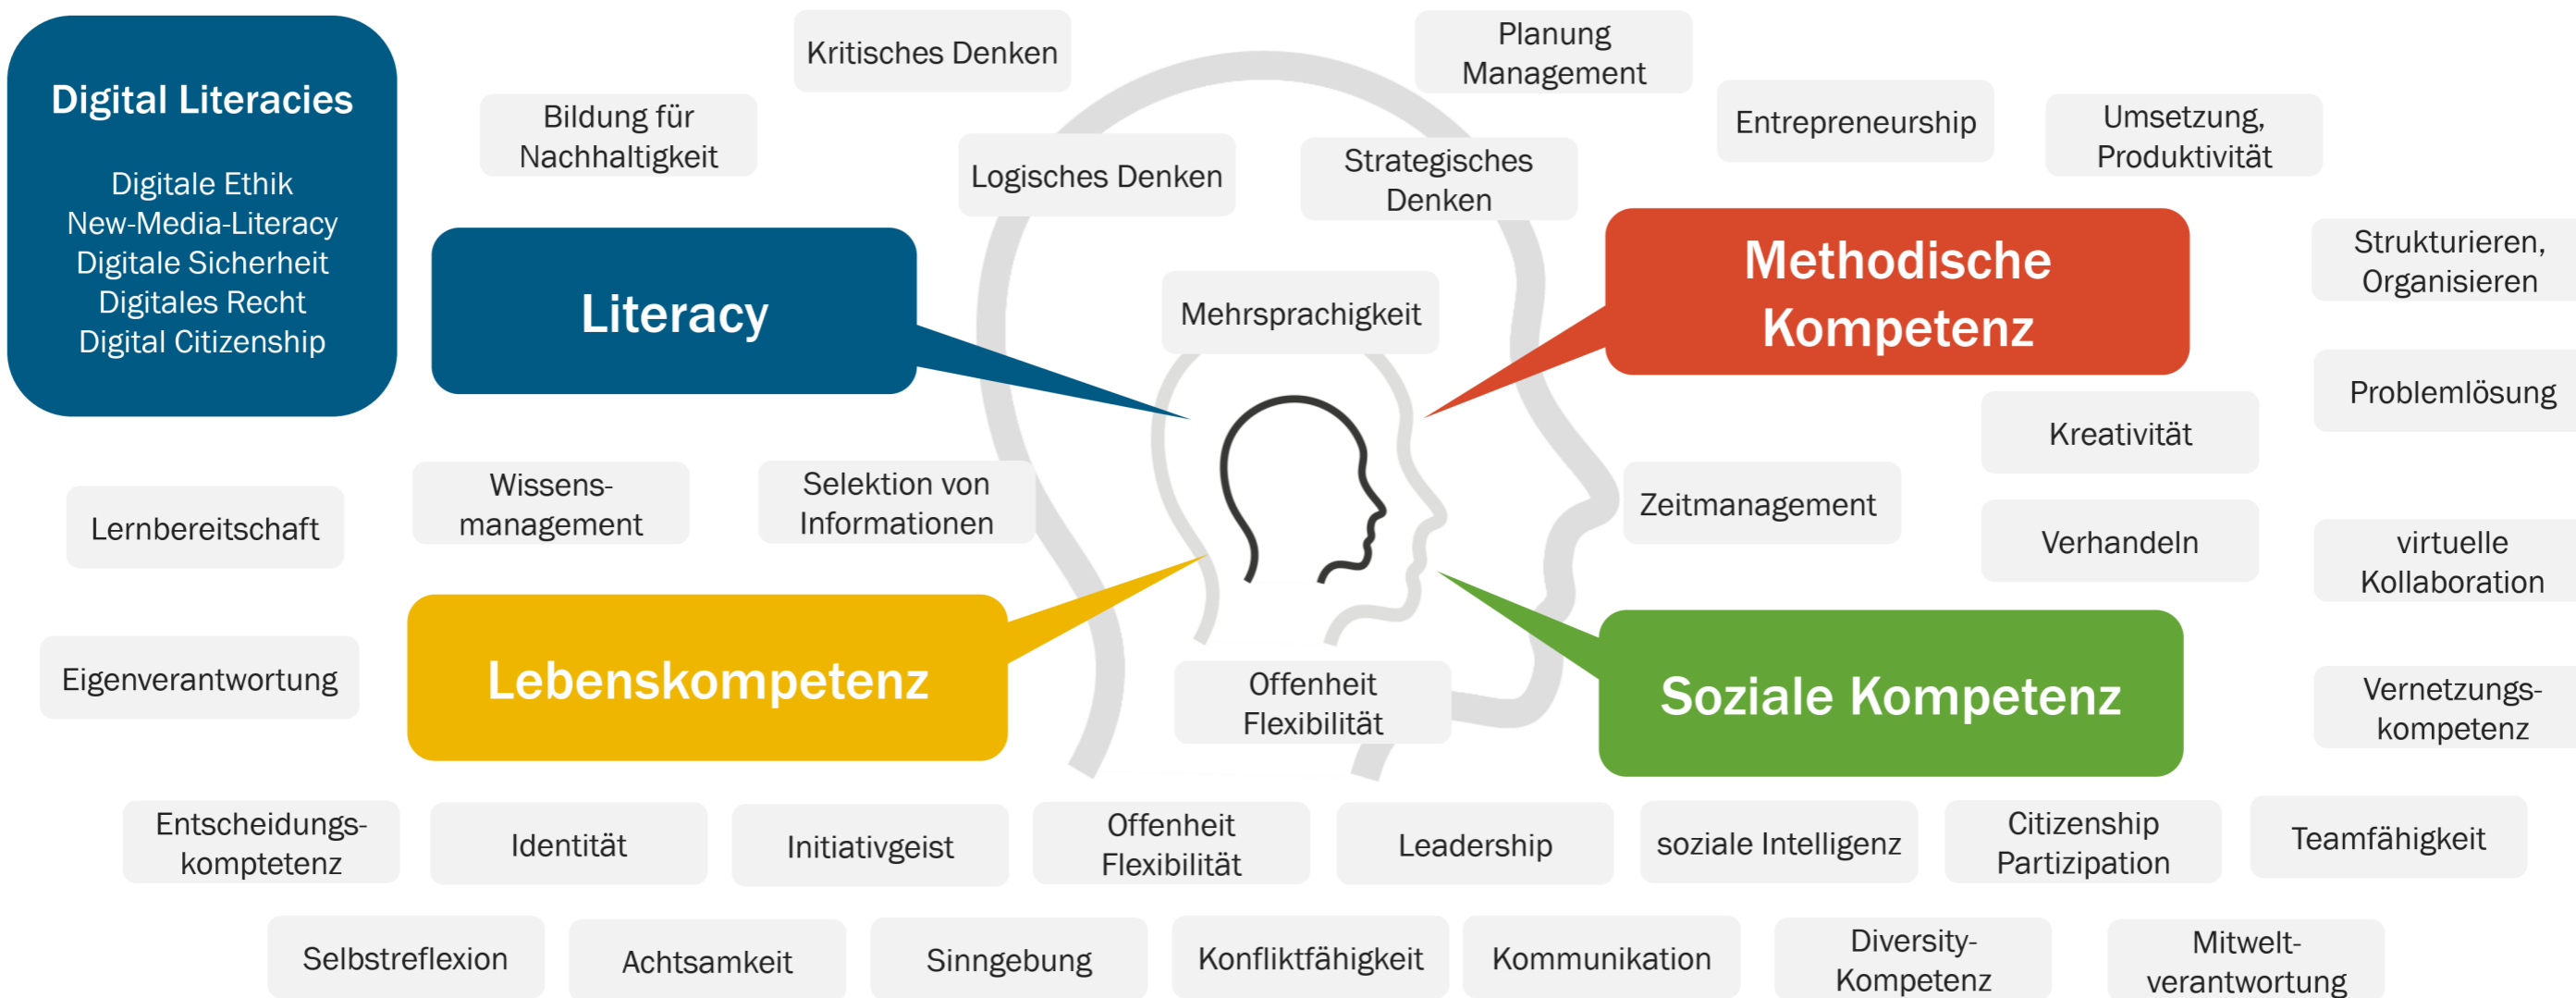 Digital Literacies
Digitale Ethik
New-Media-Literacy
Digitale Sicherheit
Digitales Recht
Digital Citizenship
Kritisches Denken
Planung
Management
Bildung für
Nachhaltigkeit
Entrepreneurship
Umsetzung,
Produktivität
Logisches Denken
Strategisches
Denken
Literacy
Mehrsprachigkeit
Methodische
Kompetenz
Strukturieren,
Organisieren
Problemlösung
Kreativität
Lernbereitschaft
Wissens-
management
Selektion von
Informationen
Zeitmanagement
Verhandeln
virtuelle
Kollaboration
Eigenverantwortung
Lebenskompetenz
Offenheit
Flexibilität
Soziale Kompetenz
Vernetzungs-
kompetenz
Entscheidungs-
komptetenz
Identität
Initiativgeist
Offenheit
Flexibilität
Leadership
soziale Intelligenz
Citizenship
Partizipation
Teamfähigkeit
Selbstreflexion
Achtsamkeit
Sinngebung
Konfliktfähigkeit
Kommunikation
Diversity-
Kompetenz
Mitwelt-
verantwortung